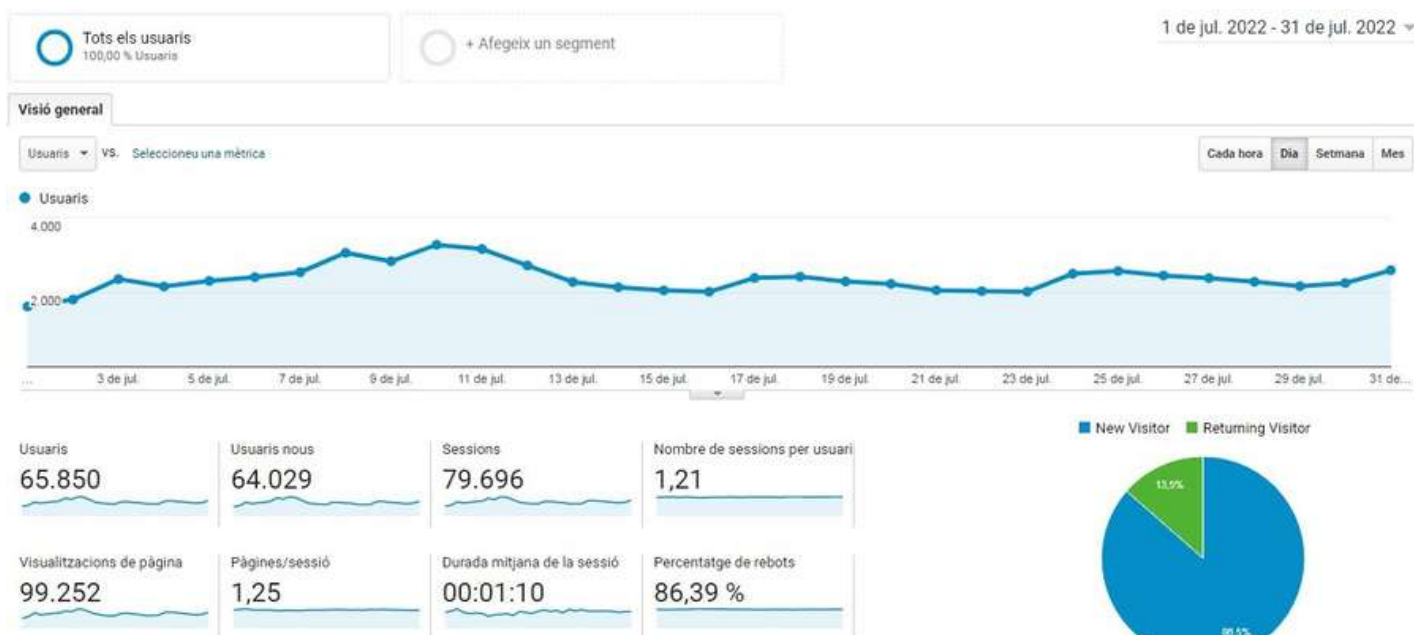 Tots els usuaris
100,00 % Usuaris
+ Afegeix un segment
1 de jul. 2022 - 31 de jul. 2022
Visió general
Usuaris
VS.
Seleccioneu una mètrica
Cada hora
Dia
Setmana
Mes
Usuaris
4.000
2.000
...
3 de jul.
5 de jul.
7 de jul.
9 de jul.
11 de jul.
13 de jul.
15 de jul.
17 de jul.
19 de jul.
21 de jul.
23 de jul.
25 de jul.
27 de jul.
29 de jul.
31 de...
Usuaris
65.850
Usuaris nous
64.029
Sessions
79.696
Nombre de sessions per usuari
1,21
Visualitzacions de pàgina
99.252
Pàgines/sessió
1,25
Durada mitjana de la sessió
00:01:10
Percentatge de rebots
86,39 %
New Visitor
Returning Visitor
13,5%